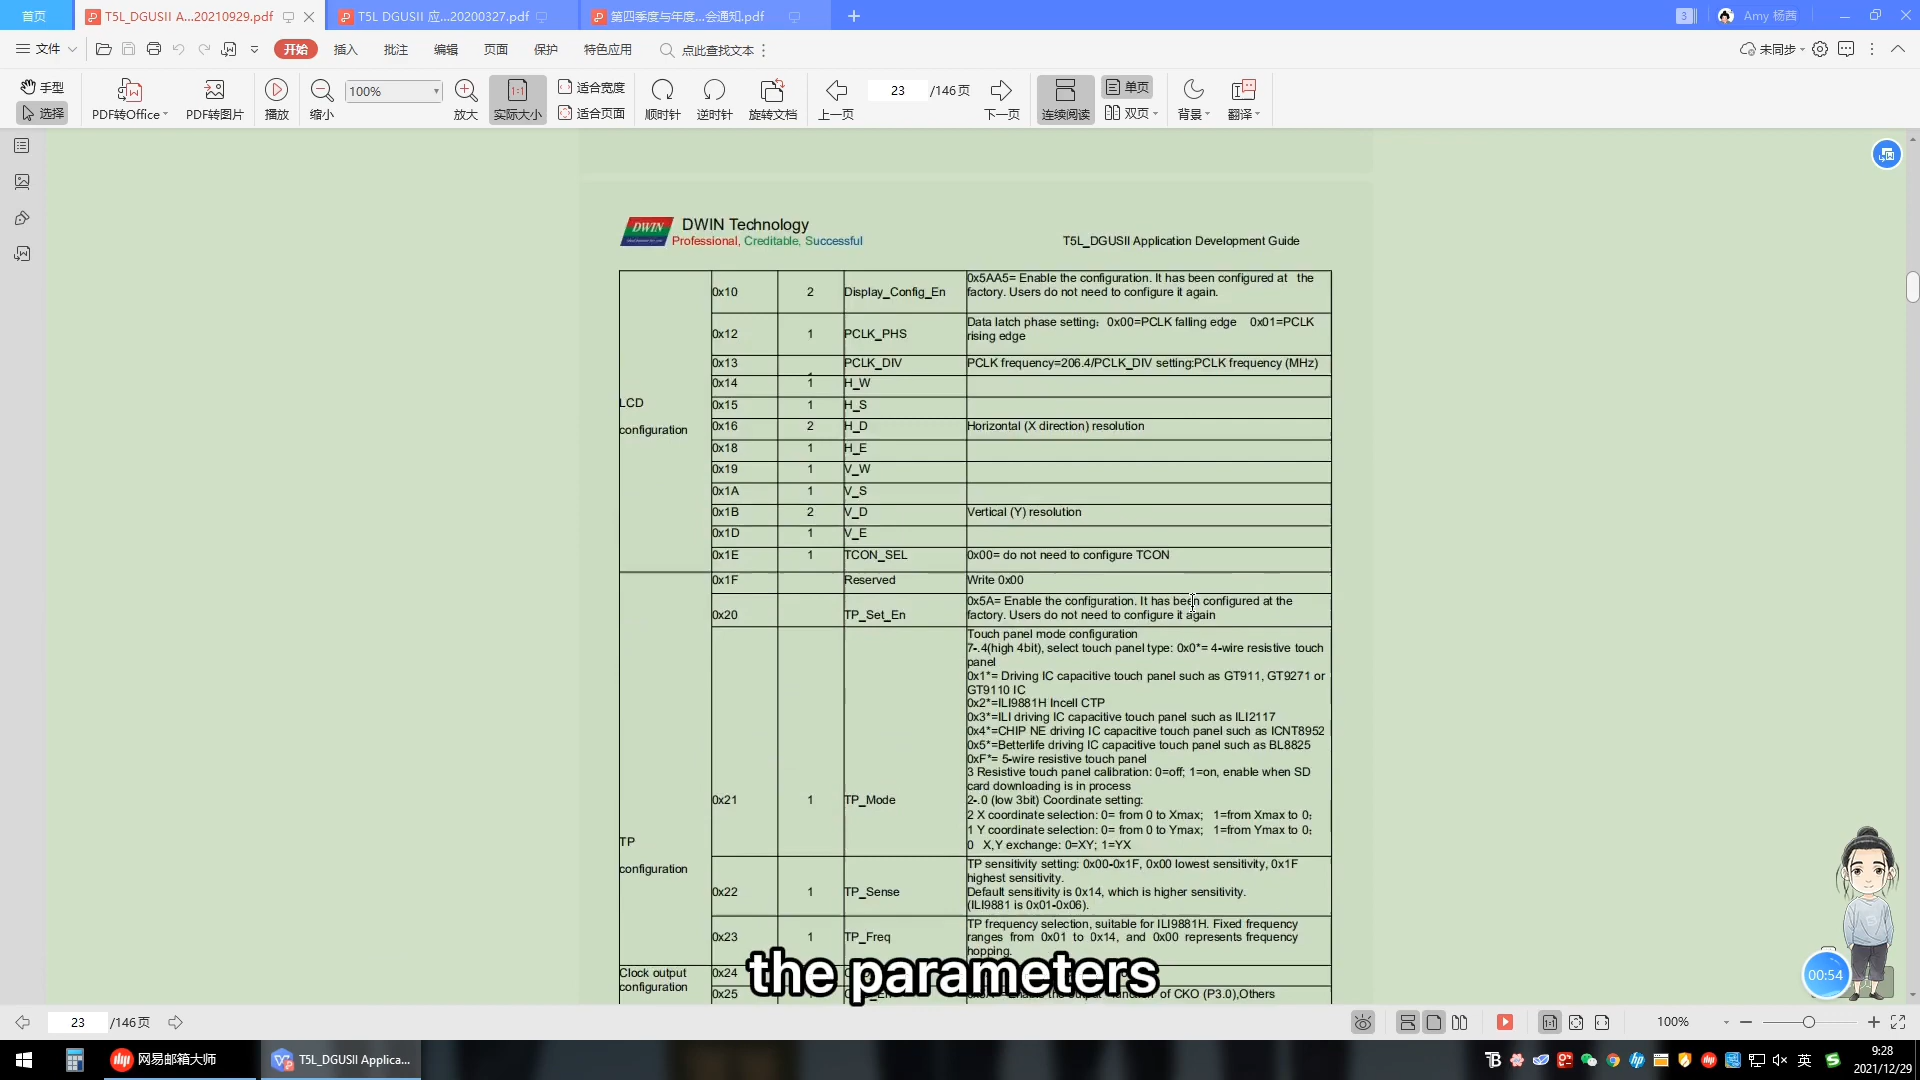 首页
T5L_DGUSII A...20210929.pdf
T5L DGUSII 应...20200327.pdf
第四季度与年度...会通知.pdf
3
Amy 杨茜
文件
开始
插入
批注
编辑
页面
保护
特色应用
点此查找文本
未同步
手型
选择
PDF转Office
PDF转图片
播放
缩小
100%
放大
1:1
实际大小
适合宽度
适合页面
顺时针
逆时针
旋转文档
上一页
23
/146页
下一页
连续阅读
单页
双页
背景
翻译
DWIN
DWIN Technology
Professional, Creditable, Successful
T5L_DGUSII Application Development Guide
LCD
configuration
0x10 2 Display_Config_En 0x5AA5= Enable the configuration. It has been configured at the
factory. Users do not need to configure it again.
0x12 1 PCLK_PHS Data latch phase setting：0x00=PCLK falling edge 0x01=PCLK
rising edge
0x13 PCLK_DIV PCLK frequency=206.4/PCLK_DIV setting:PCLK frequency (MHz)
0x14 1 H_W
0x15 1 H_S
0x16 2 H_D Horizontal (X direction) resolution
0x18 1 H_E
0x19 1 V_W
0x1A 1 V_S
0x1B 2 V_D Vertical (Y) resolution
0x1D 1 V_E
0x1E 1 TCON_SEL 0x00= do not need to configure TCON
TP
configuration
0x1F Reserved Write 0x00
0x20 TP_Set_En 0x5A= Enable the configuration. It has been configured at the
factory. Users do not need to configure it again
0x21 1 TP_Mode Touch panel mode configuration
7-.4(high 4bit), select touch panel type: 0x0*= 4-wire resistive touch
panel
0x1*= Driving IC capacitive touch panel such as GT911, GT9271 or
GT9110 IC
0x2*=ILI9881H Incell CTP
0x3*=ILI driving IC capacitive touch panel such as ILI2117
0x4*=CHIP NE driving IC capacitive touch panel such as ICNT8952
0x5*=Betterlife driving IC capacitive touch panel such as BL8825
0xF*= 5-wire resistive touch panel
3 Resistive touch panel calibration: 0=off; 1=on, enable when SD
card downloading is in process
2-.0 (low 3bit) Coordinate setting:
2 X coordinate selection: 0= from 0 to Xmax; 1=from Xmax to 0;
1 Y coordinate selection: 0= from 0 to Ymax; 1=from Ymax to 0;
0 X,Y exchange: 0=XY; 1=YX
0x22 1 TP_Sense TP sensitivity setting: 0x00-0x1F, 0x00 lowest sensitivity, 0x1F
highest sensitivity.
Default sensitivity is 0x14, which is higher sensitivity.
(ILI9881 is 0x01-0x06).
0x23 1 TP_Freq TP frequency selection, suitable for ILI9881H. Fixed frequency
ranges from 0x01 to 0x14, and 0x00 represents frequency
hopping.
Clock output
configuration
0x24
0x25
function of CKO (P3.0),Others
the parameters
00:54
23
/146页
100%
网易邮箱大师
T5L_DGUSII Applica...
英
9:28
2021/12/29